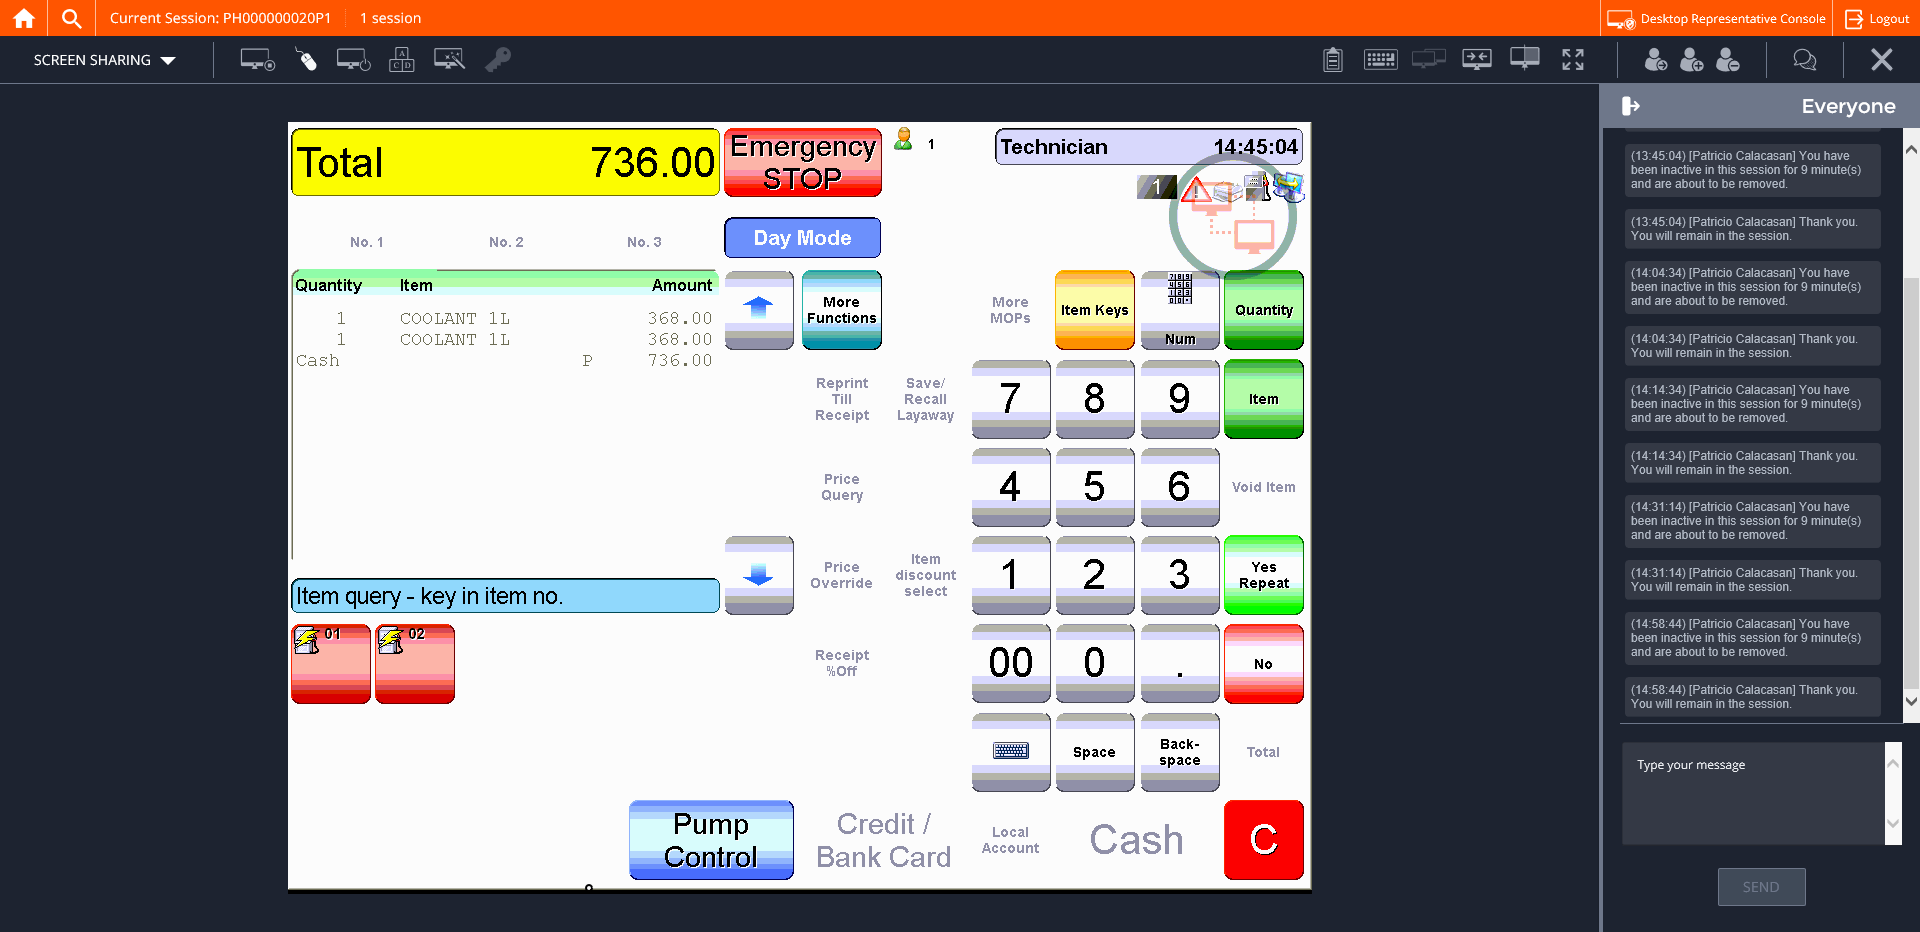 Current Session: PH000000020P1
1 session
Desktop Representative Console
Logout
SCREEN SHARING
Everyone
Total 736.00
Emergency
STOP
1
Technician 14:45:04
1
No. 1 No. 2 No. 3
Day Mode
Quantity Item Amount
1 COOLANT 1L 368.00
1 COOLANT 1L 368.00
Cash P 736.00
Item query - key in item no.
01
02
More
Functions
Reprint
Till
Receipt
Save/
Recall
Layaway
Price
Query
Price
Override
Item
discount
select
Receipt
%Off
More
MOPs
Item Keys
Num
Quantity
7 8 9
Item
4 5 6
Void Item
1 2 3
Yes
Repeat
00 0 .
No
Space
Back-
space
Total
Pump
Control
Credit /
Bank Card
Local
Account
Cash
C
(13:45:04) [Patricio Calacasan] You have
been inactive in this session for 9 minute(s)
and are about to be removed.
(13:45:04) [Patricio Calacasan] Thank you.
You will remain in the session.
(14:04:34) [Patricio Calacasan] You have
been inactive in this session for 9 minute(s)
and are about to be removed.
(14:04:34) [Patricio Calacasan] Thank you.
You will remain in the session.
(14:14:34) [Patricio Calacasan] You have
been inactive in this session for 9 minute(s)
and are about to be removed.
(14:14:34) [Patricio Calacasan] Thank you.
You will remain in the session.
(14:31:14) [Patricio Calacasan] You have
been inactive in this session for 9 minute(s)
and are about to be removed.
(14:31:14) [Patricio Calacasan] Thank you.
You will remain in the session.
(14:58:44) [Patricio Calacasan] You have
been inactive in this session for 9 minute(s)
and are about to be removed.
(14:58:44) [Patricio Calacasan] Thank you.
You will remain in the session.
Type your message
SEND